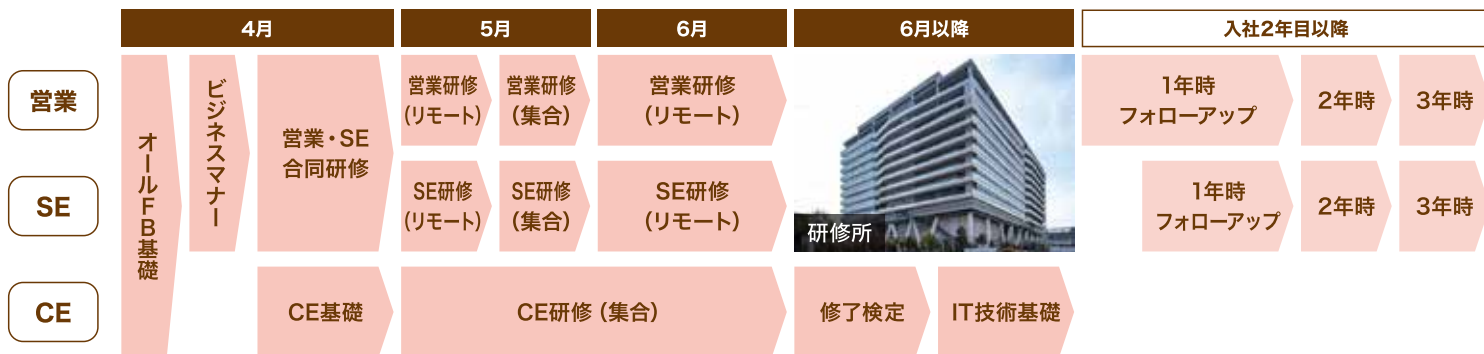 4月
5月
6月
6月以降
入社2年目以降
営業
SE
CE
オールFB基礎
ビジネスマナー
営業・SE
合同研修
営業研修
(リモート)
営業研修
(集合)
営業研修
(リモート)
1年時
フォローアップ
2年時
3年時
SE研修
(リモート)
SE研修
(集合)
SE研修
(リモート)
研修所
1年時
フォローアップ
2年時
3年時
CE基礎
CE研修(集合)
修了検定
IT技術基礎